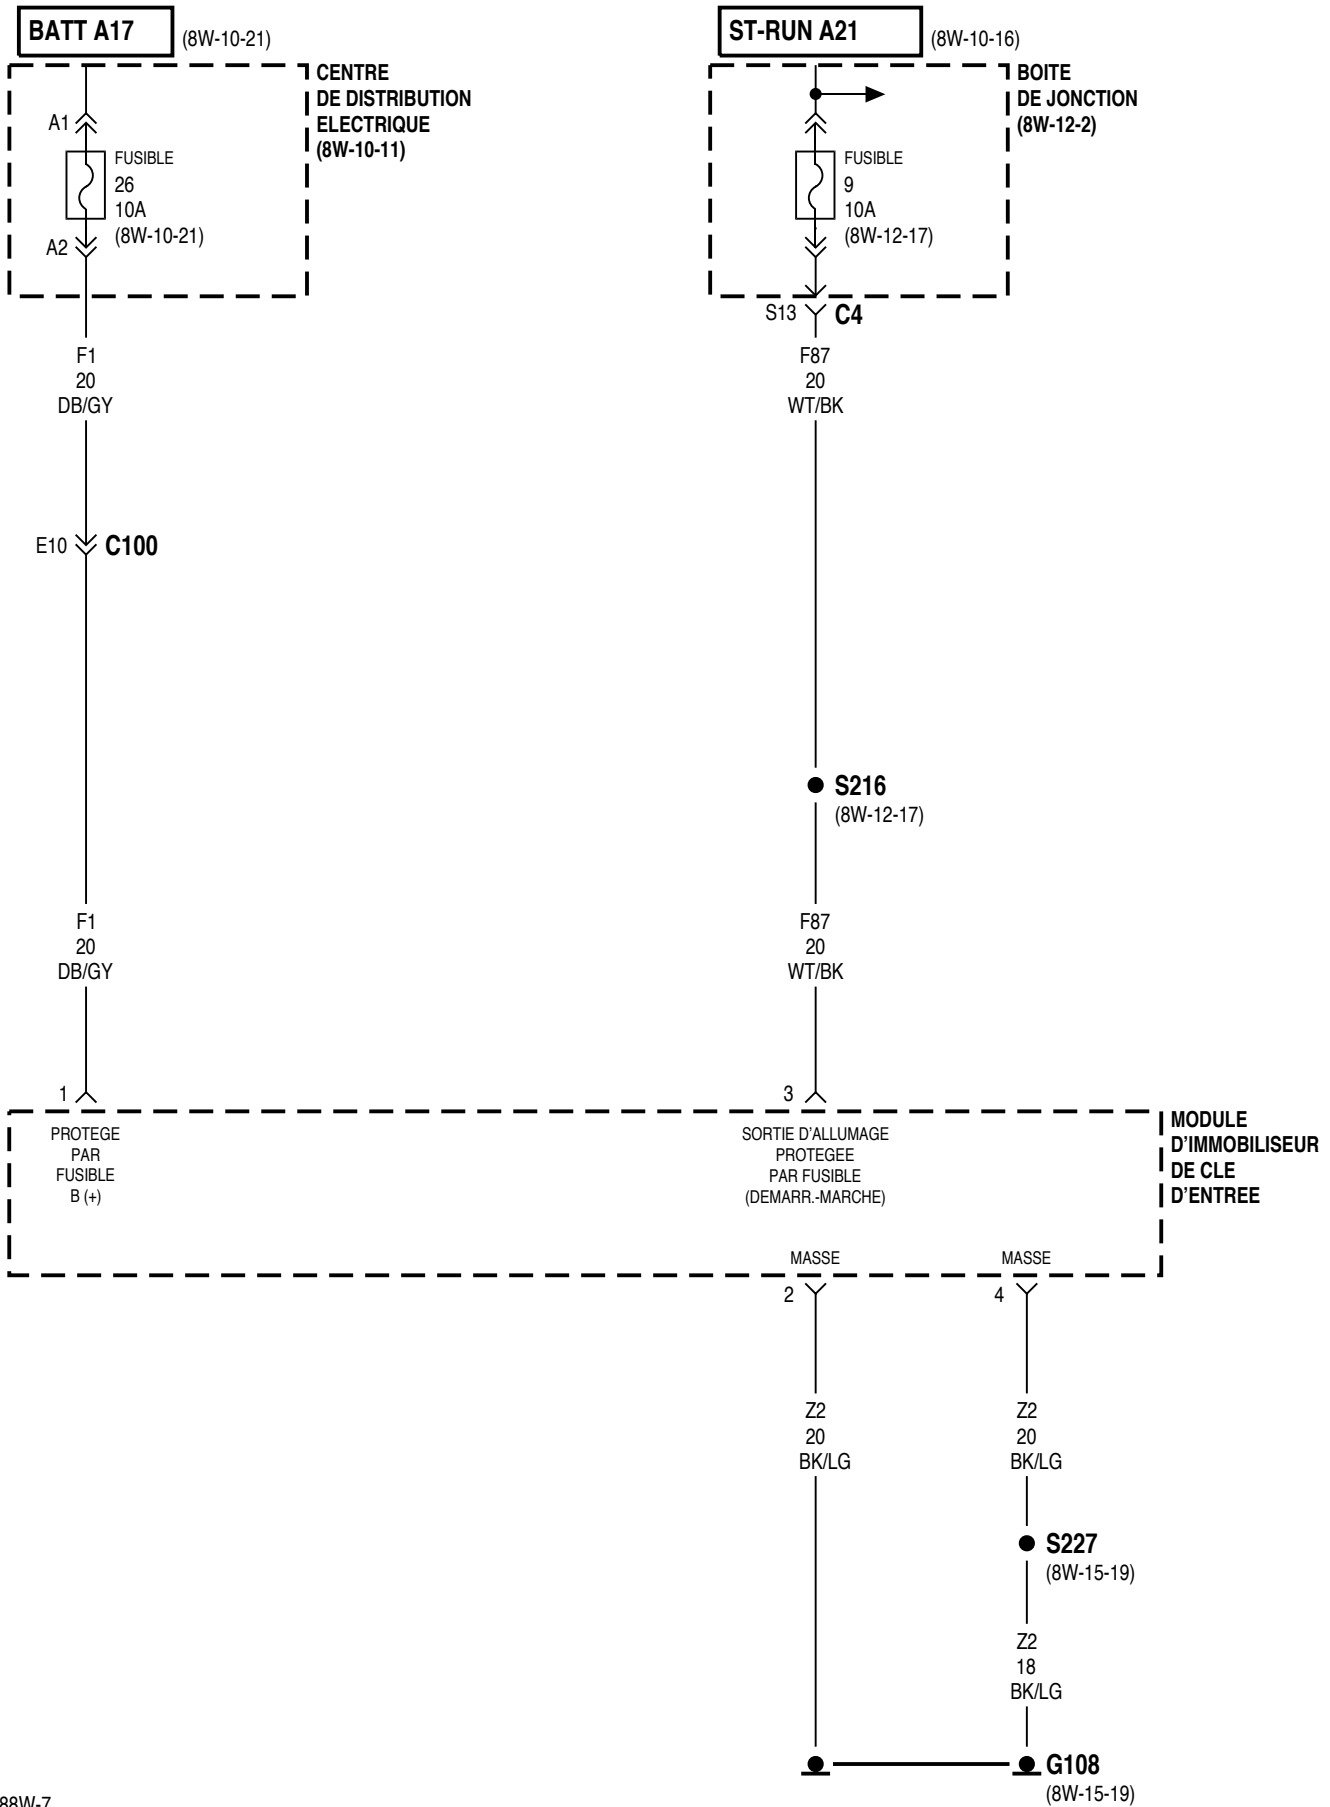 BATT A17
(8W-10-21)
ST-RUN A21
(8W-10-16)
CENTRE
DE DISTRIBUTION
ELECTRIQUE
(8W-10-11)
BOITE
DE JONCTION
(8W-12-2)
A1
FUSIBLE
26
10A
(8W-10-21)
A2
FUSIBLE
9
10A
(8W-12-17)
S13
C4
F1
20
DB/GY
F87
20
WT/BK
E10
C100
S216
(8W-12-17)
F1
20
DB/GY
F87
20
WT/BK
1
3
PROTEGE
PAR
FUSIBLE
B (+)
SORTIE D'ALLUMAGE
PROTEGEE
PAR FUSIBLE
(DEMARR.-MARCHE)
MODULE
D'IMMOBILISEUR
DE CLE
D'ENTREE
MASSE
MASSE
2
4
Z2
20
BK/LG
Z2
20
BK/LG
S227
(8W-15-19)
Z2
18
BK/LG
G108
(8W-15-19)
88W-7